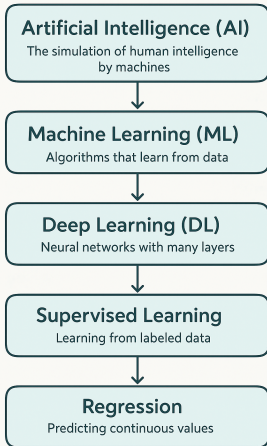 Artificial Intelligence (AI)
The simulation of human intelligence
by machines
Machine Learning (ML)
Algorithms that learn from data
Deep Learning (DL)
Neural networks with many layers
Supervised Learning
Learning from labeled data
Regression
Predicting continuous values